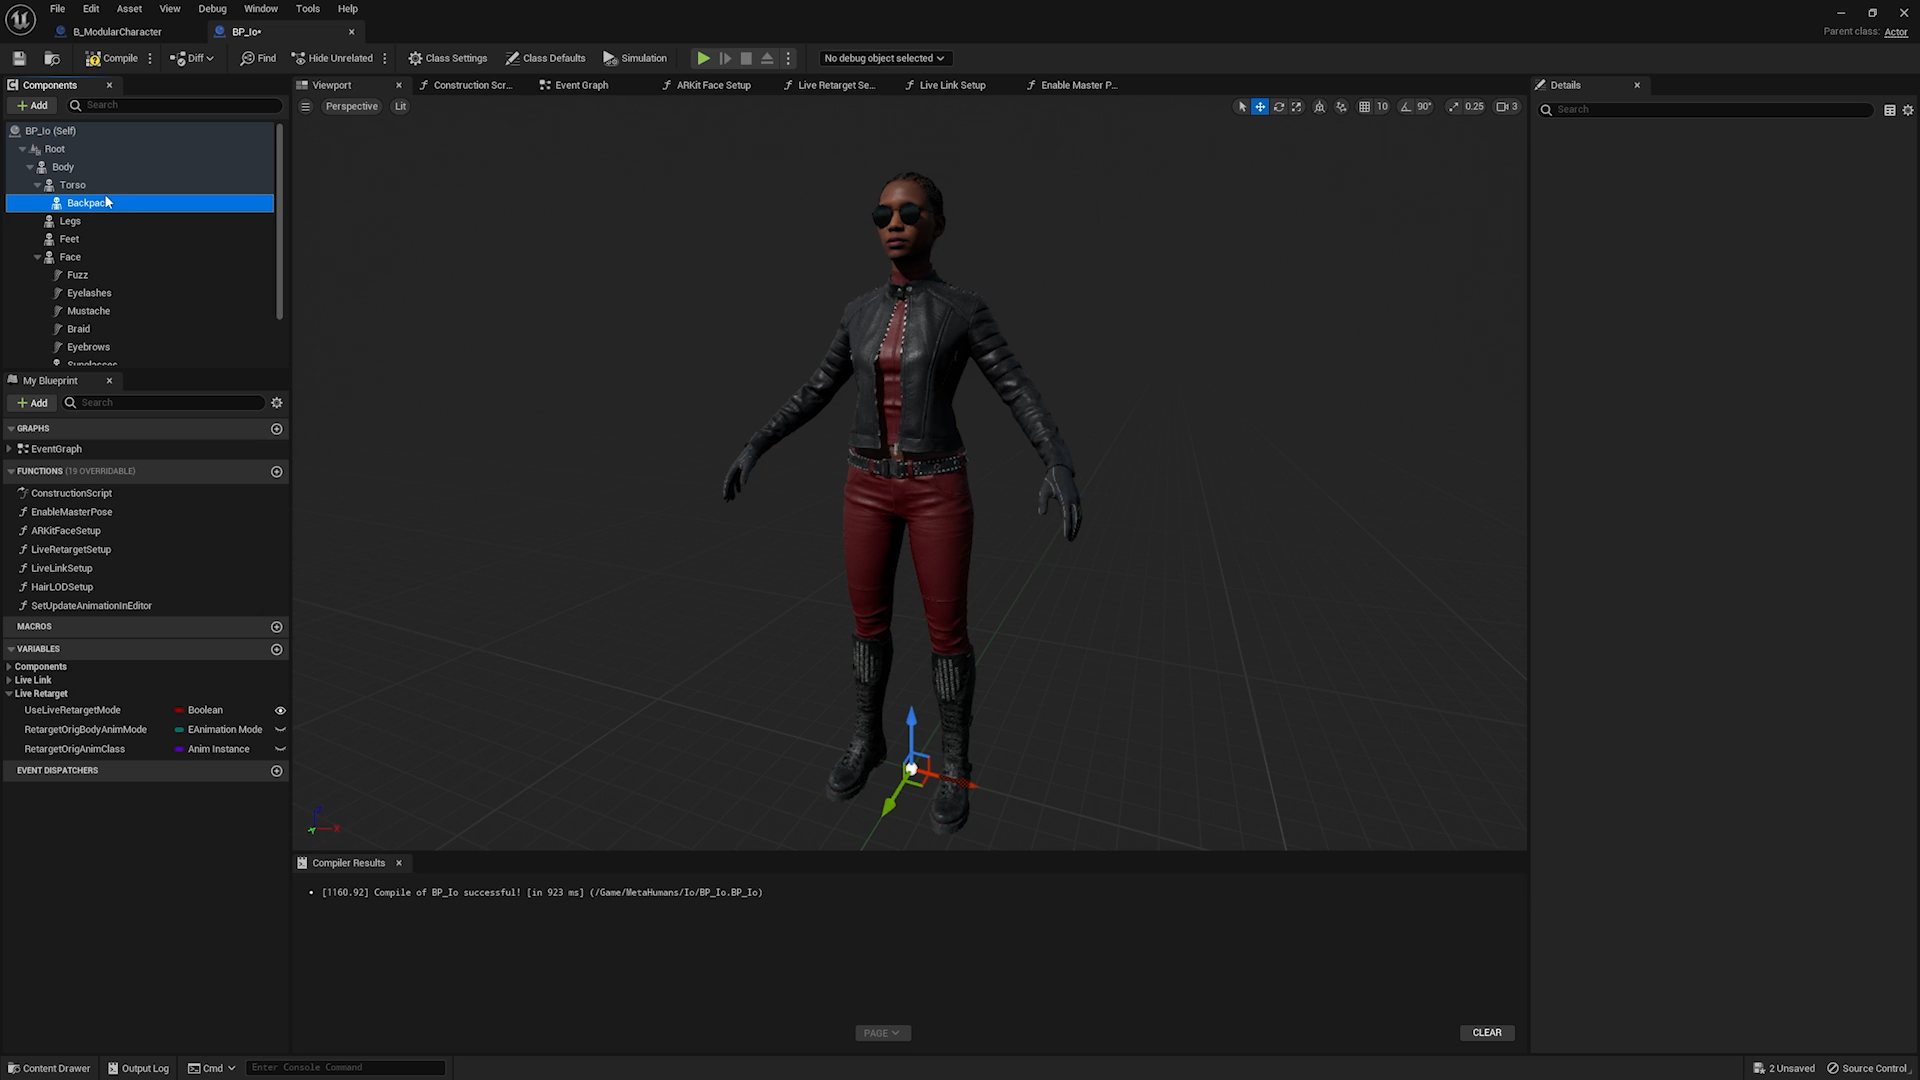 File Edit Asset View Debug Window Tools Help
B_ModularCharacter BP_Io•
Parent class: Actor
Compile Diff Find Hide Unrelated Class Settings Class Defaults Simulation No debug object selected
Components
Add Search
BP_Io (Self)
Root
Body
Torso
Legs
Feet
Face
Fuzz
Eyelashes
Mustache
Braid
Eyebrows
Sunglasses
My Blueprint
Add Search
GRAPHS
EventGraph
FUNCTIONS (19 OVERRIDABLE)
ConstructionScript
EnableMasterPose
ARKitFaceSetup
LiveRetargetSetup
LiveLinkSetup
HairLODSetup
SetUpdateAnimationInEditor
MACROS
VARIABLES
Components
Live Link
Live Retarget
UseLiveRetargetMode Boolean
RetargetOrigBodyAnimMode EAnimation Mode
RetargetOrigAnimClass Anim Instance
EVENT DISPATCHERS
Viewport Construction Scr... Event Graph ARKit Face Setup Live Retarget Se... Live Link Setup Enable Master P...
Perspective Lit
10 90° 0.25 3
Z X Y
Compiler Results
• [1160.92] Compile of BP_Io successful! [in 923 ms] (/Game/MetaHumans/Io/BP_Io.BP_Io)
PAGE CLEAR
Details
Search
Content Drawer Output Log Cmd Enter Console Command
2 Unsaved Source Control